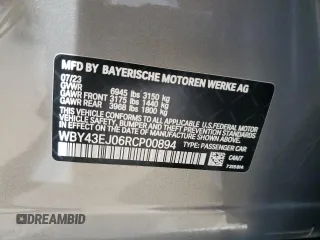 MFD BY BAYERISCHE MOTOREN WERKE AG
07/23
GVWR 6945 lbs 3150 kg
GAWR FRONT 3175 lbs 1440 kg
GAWR REAR 3968 lbs 1800 kg
THIS VEHICLE CONFORMS TO ALL APPLICABLE U.S. FEDERAL MOTOR
VEHICLE SAFETY, BUMPER, AND THEFT PREVENTION STANDARDS IN
EFFECT ON THE DATE OF MANUFACTURE SHOWN ABOVE.
WBY43EJ06RCP00894 TYPE: PASSENGER CAR
C4NT
DREAMBID